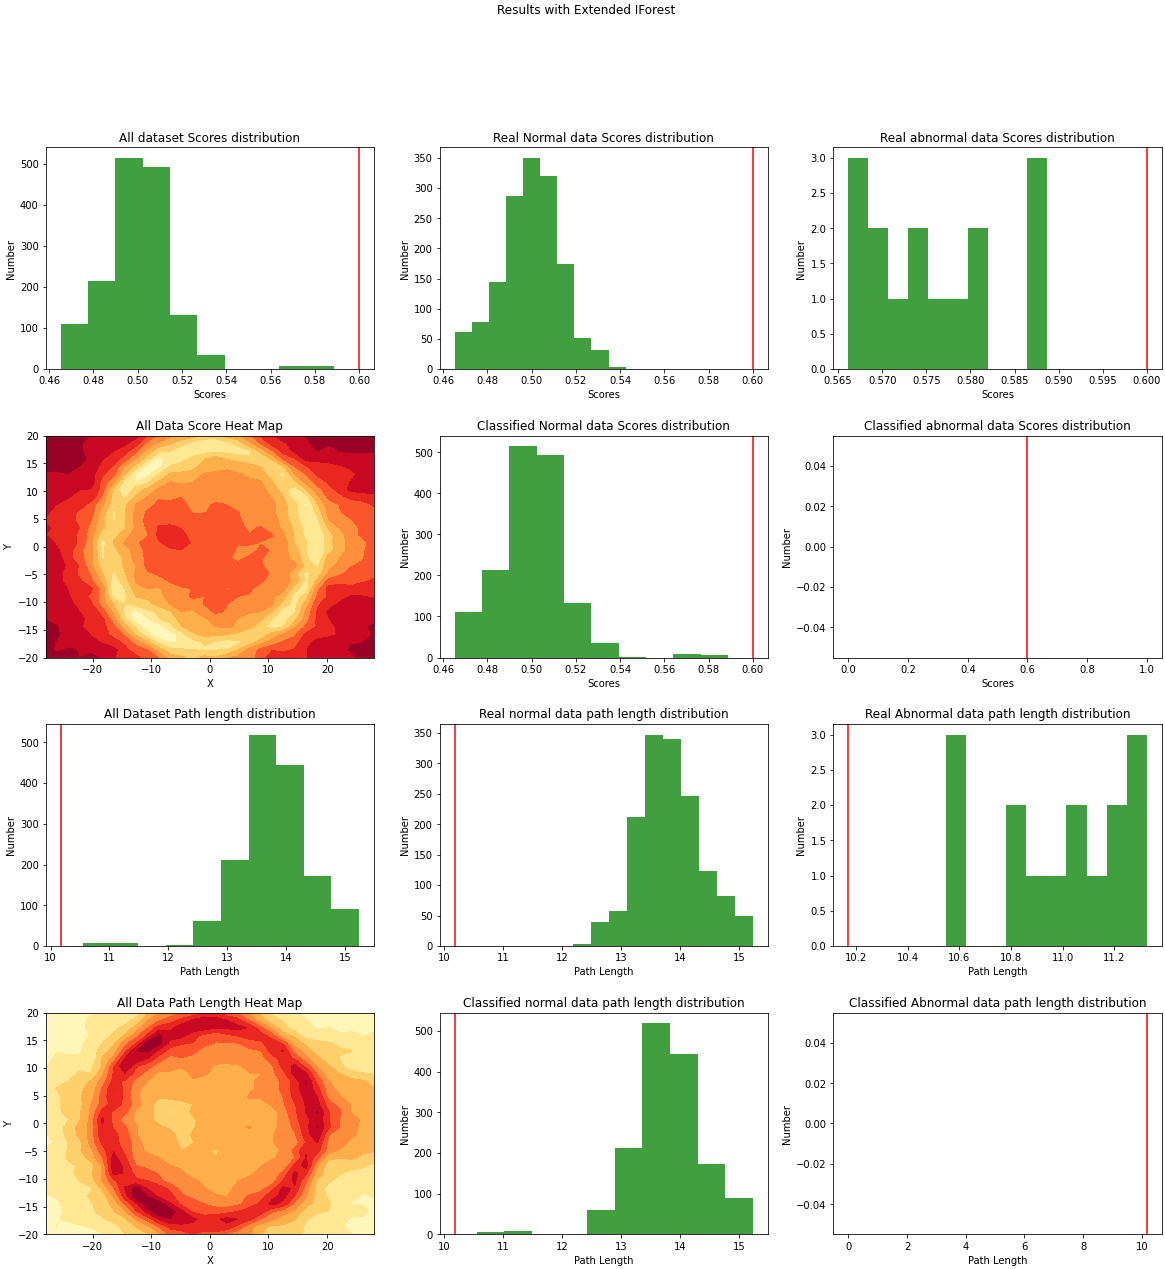 Results with Extended IForest
All dataset Scores distribution
Number
500
400
300
200
100
0
0.46 0.48 0.50 0.52 0.54 0.56 0.58 0.60
Scores
Real Normal data Scores distribution
Number
350
300
250
200
150
100
50
0
0.46 0.48 0.50 0.52 0.54 0.56 0.58 0.60
Scores
Real abnormal data Scores distribution
Number
3.0
2.5
2.0
1.5
1.0
0.5
0.0
0.565 0.570 0.575 0.580 0.585 0.590 0.595 0.600
Scores
All Data Score Heat Map
Y
20
15
10
5
0
−5
−10
−15
−20
−20 −10 0 10 20
X
Classified Normal data Scores distribution
Number
500
400
300
200
100
0
0.46 0.48 0.50 0.52 0.54 0.56 0.58 0.60
Scores
Classified abnormal data Scores distribution
Number
0.04
0.02
0.00
−0.02
−0.04
0.0 0.2 0.4 0.6 0.8 1.0
Scores
All Dataset Path length distribution
Number
500
400
300
200
100
0
10 11 12 13 14 15
Path Length
Real normal data path length distribution
Number
350
300
250
200
150
100
50
0
10 11 12 13 14 15
Path Length
Real Abnormal data path length distribution
Number
3.0
2.5
2.0
1.5
1.0
0.5
0.0
10.2 10.4 10.6 10.8 11.0 11.2
Path Length
All Data Path Length Heat Map
Y
20
15
10
5
0
−5
−10
−15
−20
−20 −10 0 10 20
X
Classified normal data path length distribution
Number
500
400
300
200
100
0
10 11 12 13 14 15
Path Length
Classified Abnormal data path length distribution
Number
0.04
0.02
0.00
−0.02
−0.04
0 2 4 6 8 10
Path Length